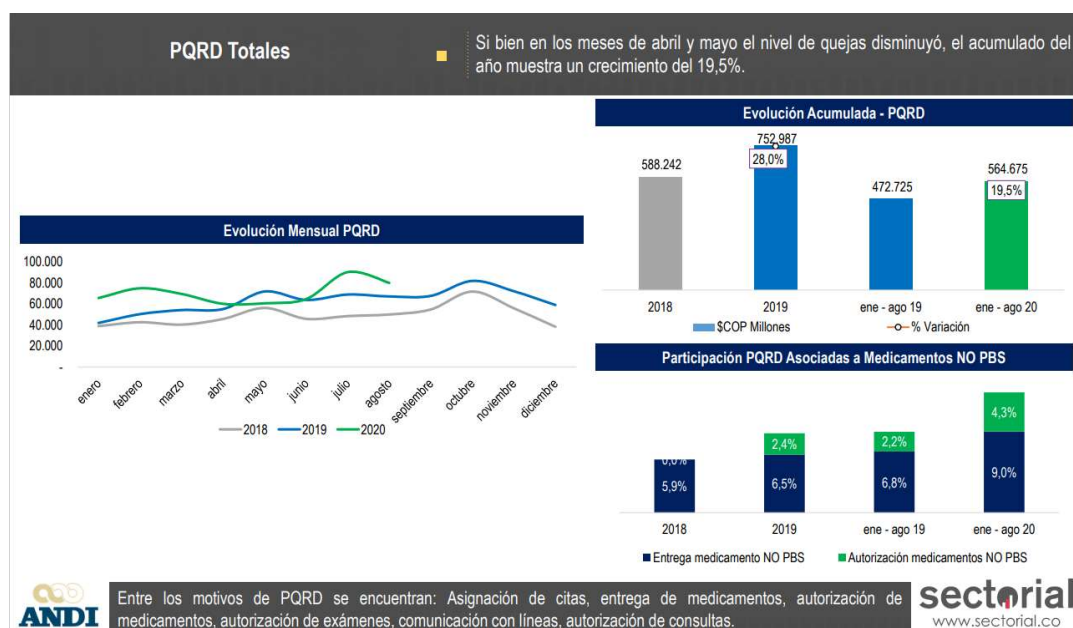 PQRD Totales
Si bien en los meses de abril y mayo el nivel de quejas disminuyó, el acumulado del
año muestra un crecimiento del 19,5%.
Evolución Mensual PQRD
100.000
80.000
60.000
40.000
20.000
-
enero
febrero
marzo
abril
mayo
junio
julio
agosto
septiembre
octubre
noviembre
diciembre
2018
2019
2020
Evolución Acumulada - PQRD
588.242
752.987
28,0%
472.725
564.675
19,5%
2018
2019
ene - ago 19
ene - ago 20
$COP Millones
% Variación
Participación PQRD Asociadas a Medicamentos NO PBS
0,0%
5,9%
2,4%
6,5%
2,2%
6,8%
4,3%
9,0%
2018
2019
ene - ago 19
ene - ago 20
Entrega medicamento NO PBS
Autorización medicamentos NO PBS
ANDI
Entre los motivos de PQRD se encuentran: Asignación de citas, entrega de medicamentos, autorización de
medicamentos, autorización de exámenes, comunicación con líneas, autorización de consultas.
sectorial
www.sectorial.co